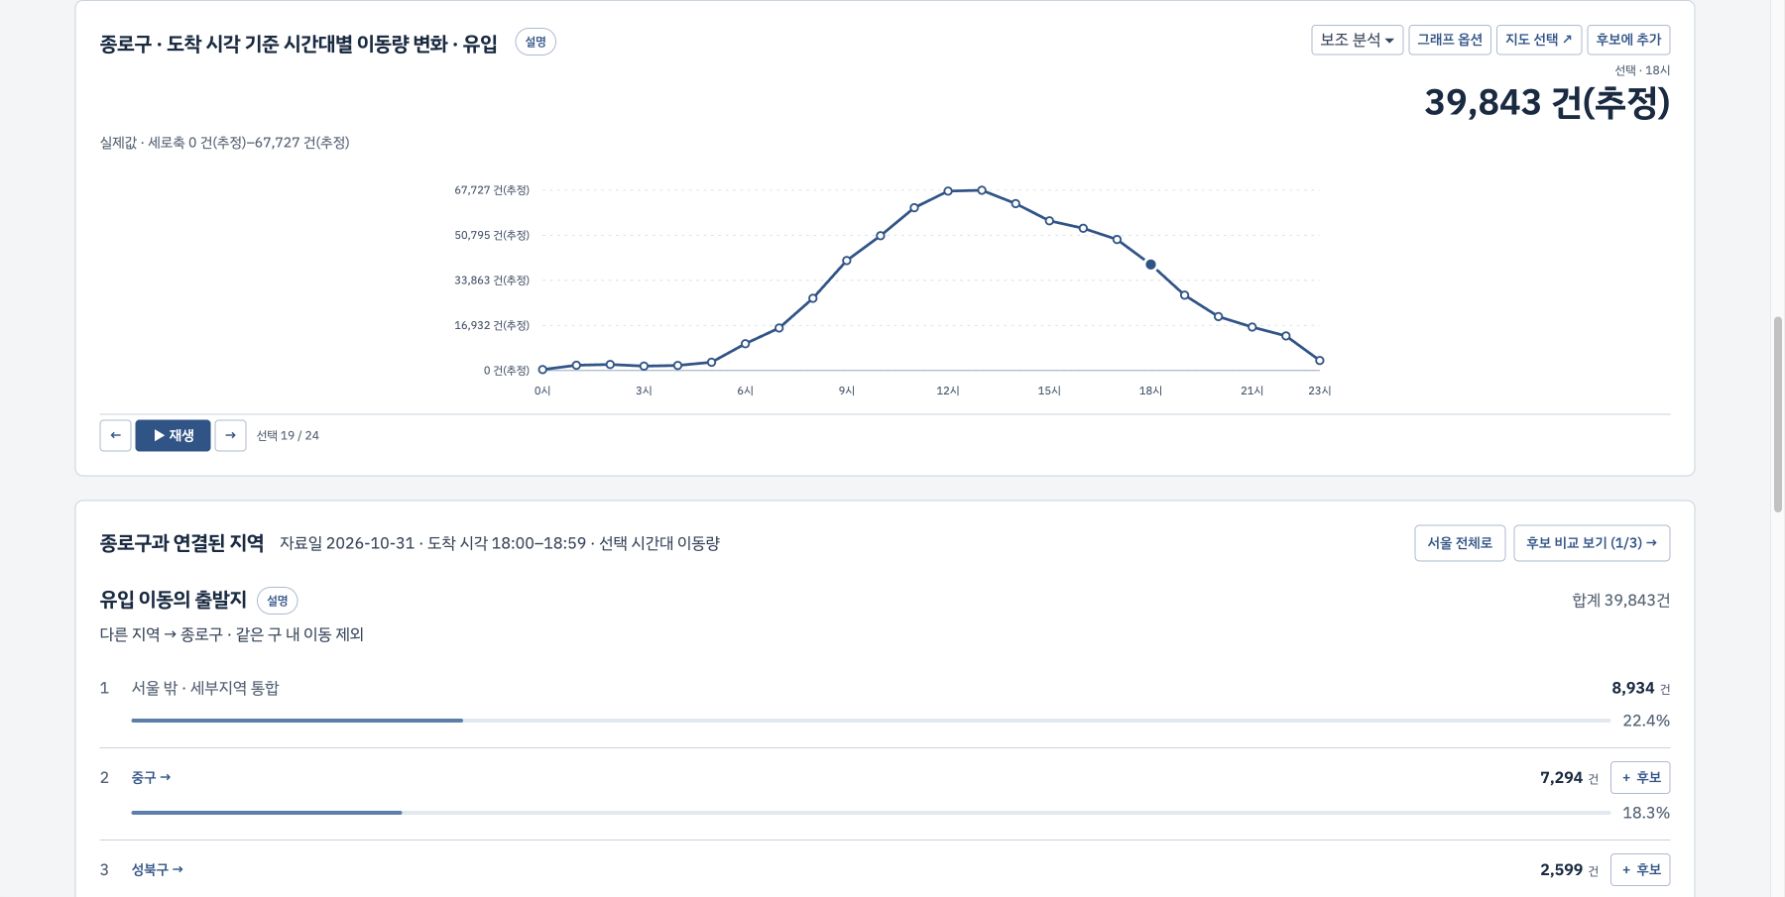 종로구 · 도착 시각 기준 시간대별 이동량 변화 · 유입 설명
보조 분석 그래프 옵션 지도 선택 ↗ 후보에 추가
선택 · 18시
39,843 건(추정)
실제값 · 세로축 0 건(추정)–67,727 건(추정)
67,727 건(추정)
50,795 건(추정)
33,863 건(추정)
16,932 건(추정)
0 건(추정)
0시 3시 6시 9시 12시 15시 18시 21시 23시
← ▶ 재생 → 선택 19 / 24
종로구과 연결된 지역 자료일 2026-10-31 · 도착 시각 18:00–18:59 · 선택 시간대 이동량 서울 전체로 후보 비교 보기 (1/3) →
유입 이동의 출발지 설명 합계 39,843건
다른 지역 → 종로구 · 같은 구 내 이동 제외
1 서울 밖 · 세부지역 통합 8,934 건
22.4%
2 중구 → 7,294 건 + 후보
18.3%
3 성북구 → 2,599 건 + 후보